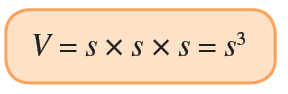 V = s × s × s = s³